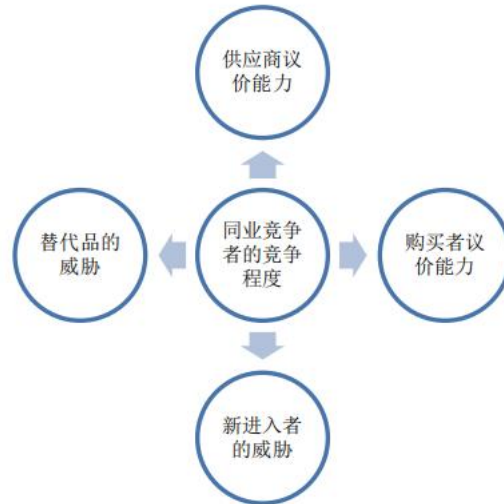 供应商议
价能力
替代品的
威胁
同业竞争
者的竞争
程度
购买者议
价能力
新进入者
的威胁